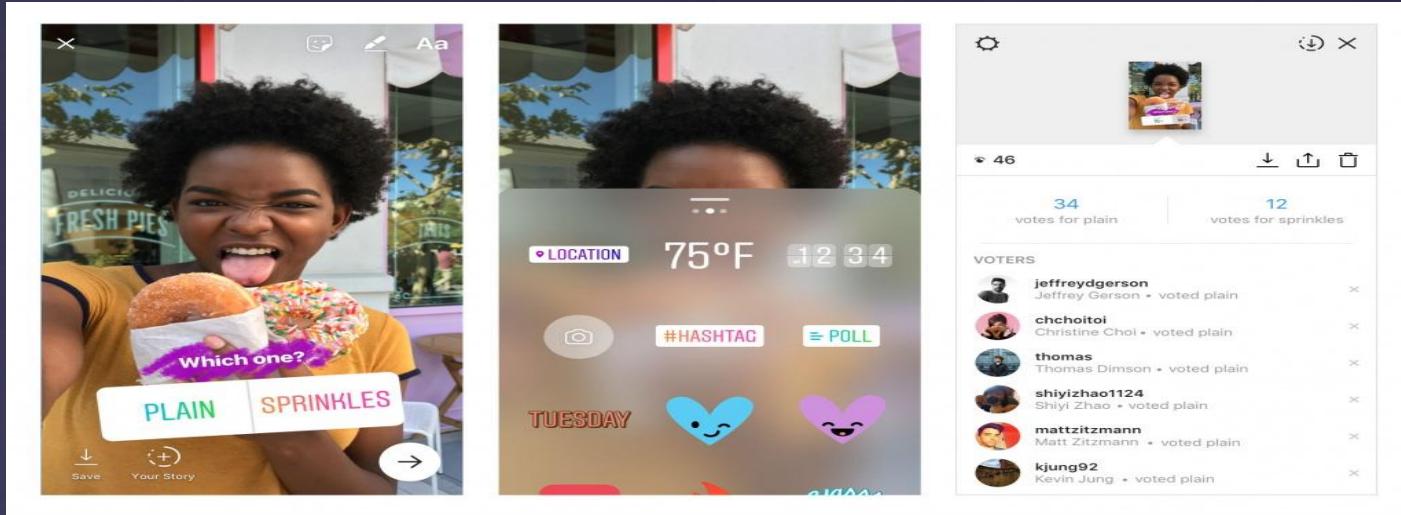 Aa
DELICIO
FRESH PIES
TARTS
Which one?
PLAIN
SPRINKLES
Save
Your Story
LOCATION
75°F
12 34
#HASHTAG
POLL
TUESDAY
46
34
votes for plain
12
votes for sprinkles
VOTERS
jeffreydgerson
Jeffrey Gerson • voted plain
chchoitoi
Christine Choi • voted plain
thomas
Thomas Dimson • voted plain
shiyizhao1124
Shiyi Zhao • voted plain
mattzitzmann
Matt Zitzmann • voted plain
kjung92
Kevin Jung • voted plain